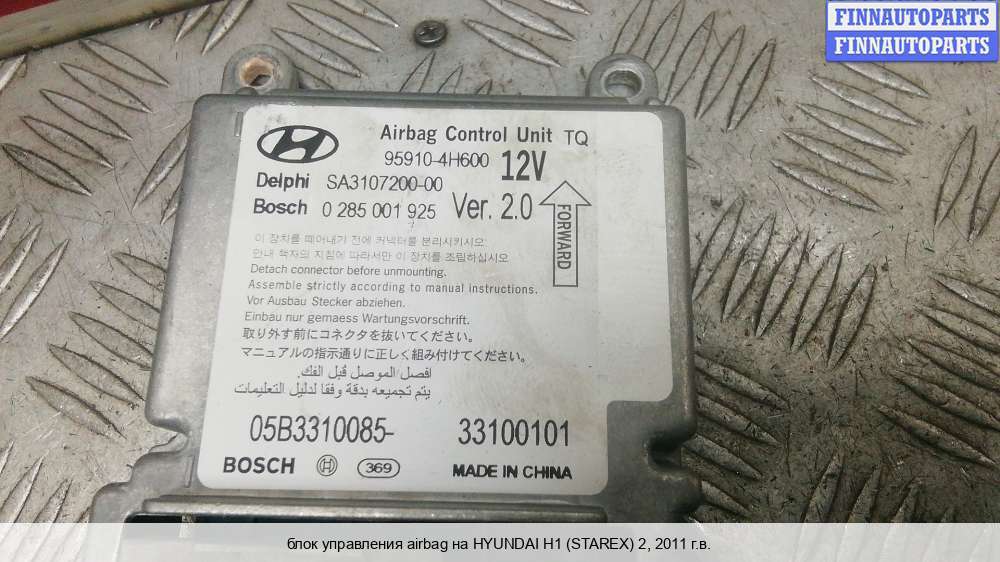 FINNAUTOPARTS
FINNAUTOPARTS
Airbag Control Unit TQ
95910-4H600 12V
Delphi SA3107200-00
Bosch 0 285 001 925 Ver. 2.0
FORWARD
이 장치를 떼어내기 전에 커넥터를 분리시키시오
안내 책자의 지침에 따라서만 이 장치를 조립하십시오
Detach connector before unmounting.
Assemble strictly according to manual instructions.
Vor Ausbau Stecker abziehen.
Einbau nur gemaess Wartungsvorschrift.
取り外す前にコネクタを抜いてください。
マニュアルの指示通りに正しく組み付けてください。
افصل/الموصل قبل الفك.
يتم تجميعه بدقة وفقا لدليل التعليمات
05B3310085- 33100101
BOSCH 369 MADE IN CHINA
блок управления airbag на HYUNDAI H1 (STAREX) 2, 2011 г.в.